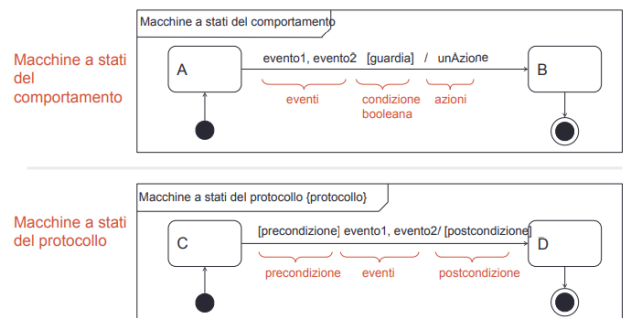 Macchine a stati del comportamento
Macchine a stati
del
comportamento
A
evento1, evento2 [guardia] / unAzione
B
eventi
condizione
booleana
azioni
Macchine a stati del protocollo {protocollo}
Macchine a stati
del protocollo
C
[precondizione] evento1, evento2/ [postcondizione]
D
precondizione
eventi
postcondizione